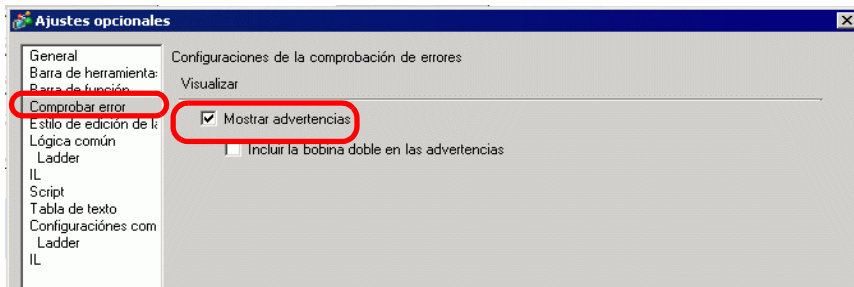 Ajustes opcionales
General
Barra de herramienta:
Barra de función
Comprobar error
Estilo de edición de la
Lógica común
Ladder
IL
Script
Tabla de texto
Configuraciónes com
Ladder
IL
Configuraciones de la comprobación de errores
Visualizar
Mostrar advertencias
Incluir la bobina doble en las advertencias